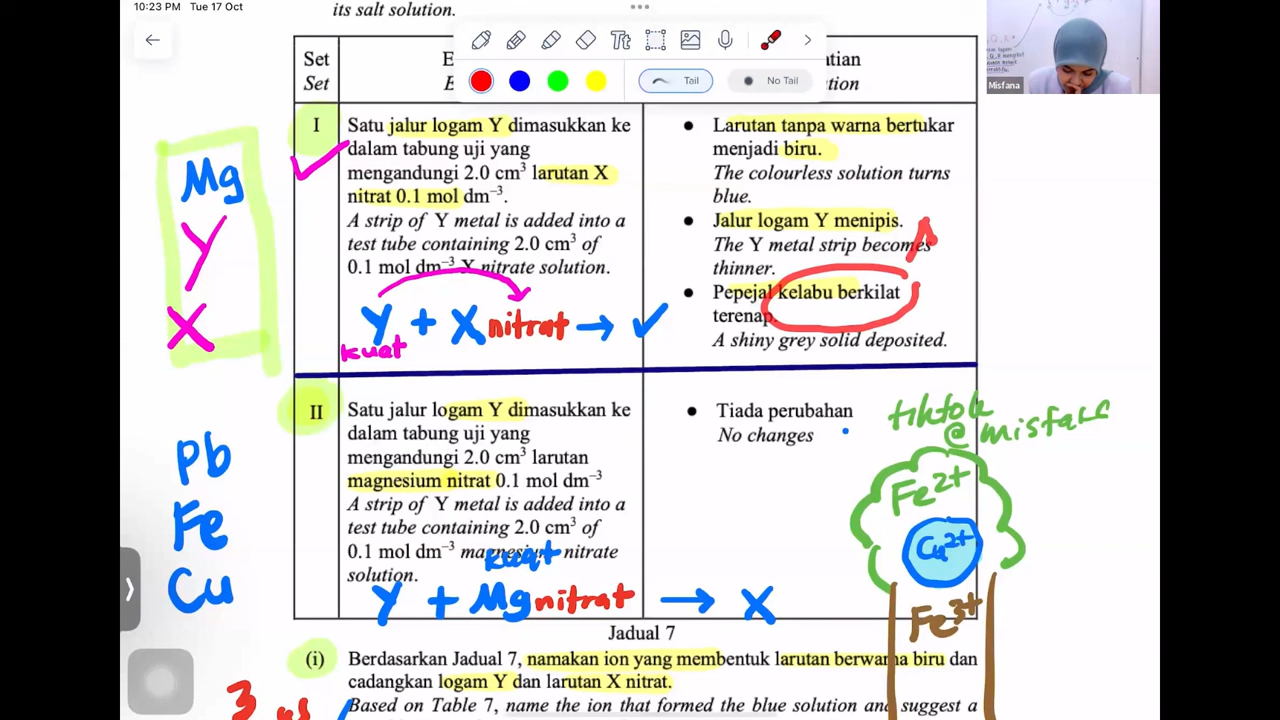 10:23 PM Tue 17 Oct
its salt solution.
Tt
Tail
No Tail
Misfana
Set
Set
E
E
tian
tion
I
Satu jalur logam Y dimasukkan ke
dalam tabung uji yang
mengandungi 2.0 cm³ larutan X
nitrat 0.1 mol dm⁻³.
A strip of Y metal is added into a
test tube containing 2.0 cm³ of
0.1 mol dm⁻³ X nitrate solution.
Y + X nitrat → ✓
kuat
• Larutan tanpa warna bertukar
menjadi biru.
The colourless solution turns
blue.
• Jalur logam Y menipis.
The Y metal strip becomes
thinner.
• Pepejal kelabu berkilat
terenap.
A shiny grey solid deposited.
Mg
Y
X
II
Satu jalur logam Y dimasukkan ke
dalam tabung uji yang
mengandungi 2.0 cm³ larutan
magnesium nitrat 0.1 mol dm⁻³
A strip of Y metal is added into a
test tube containing 2.0 cm³ of
0.1 mol dm⁻³ magnesium nitrate
solution.
kuat
Y + Mg nitrat → X
• Tiada perubahan
No changes
Pb
Fe
Cu
tiktok
@misfana
Fe²⁺
Cu²⁺
Fe³⁺
Jadual 7
(i)
Berdasarkan Jadual 7, namakan ion yang membentuk larutan berwarna biru dan
cadangkan logam Y dan larutan X nitrat.
Based on Table 7, name the ion that formed the blue solution and suggest a
3